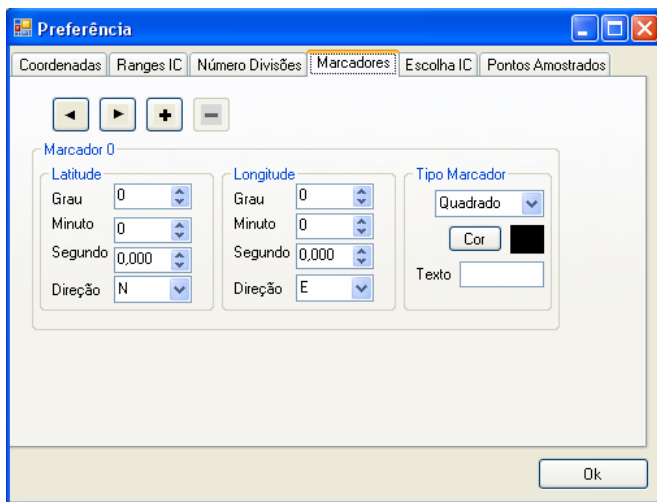 Preferência
Coordenadas Ranges IC Número Divisões Marcadores Escolha IC Pontos Amostrados
Marcador 0
Latitude
Grau 0
Minuto 0
Segundo 0,000
Direção N
Longitude
Grau 0
Minuto 0
Segundo 0,000
Direção E
Tipo Marcador
Quadrado
Cor
Texto
Ok